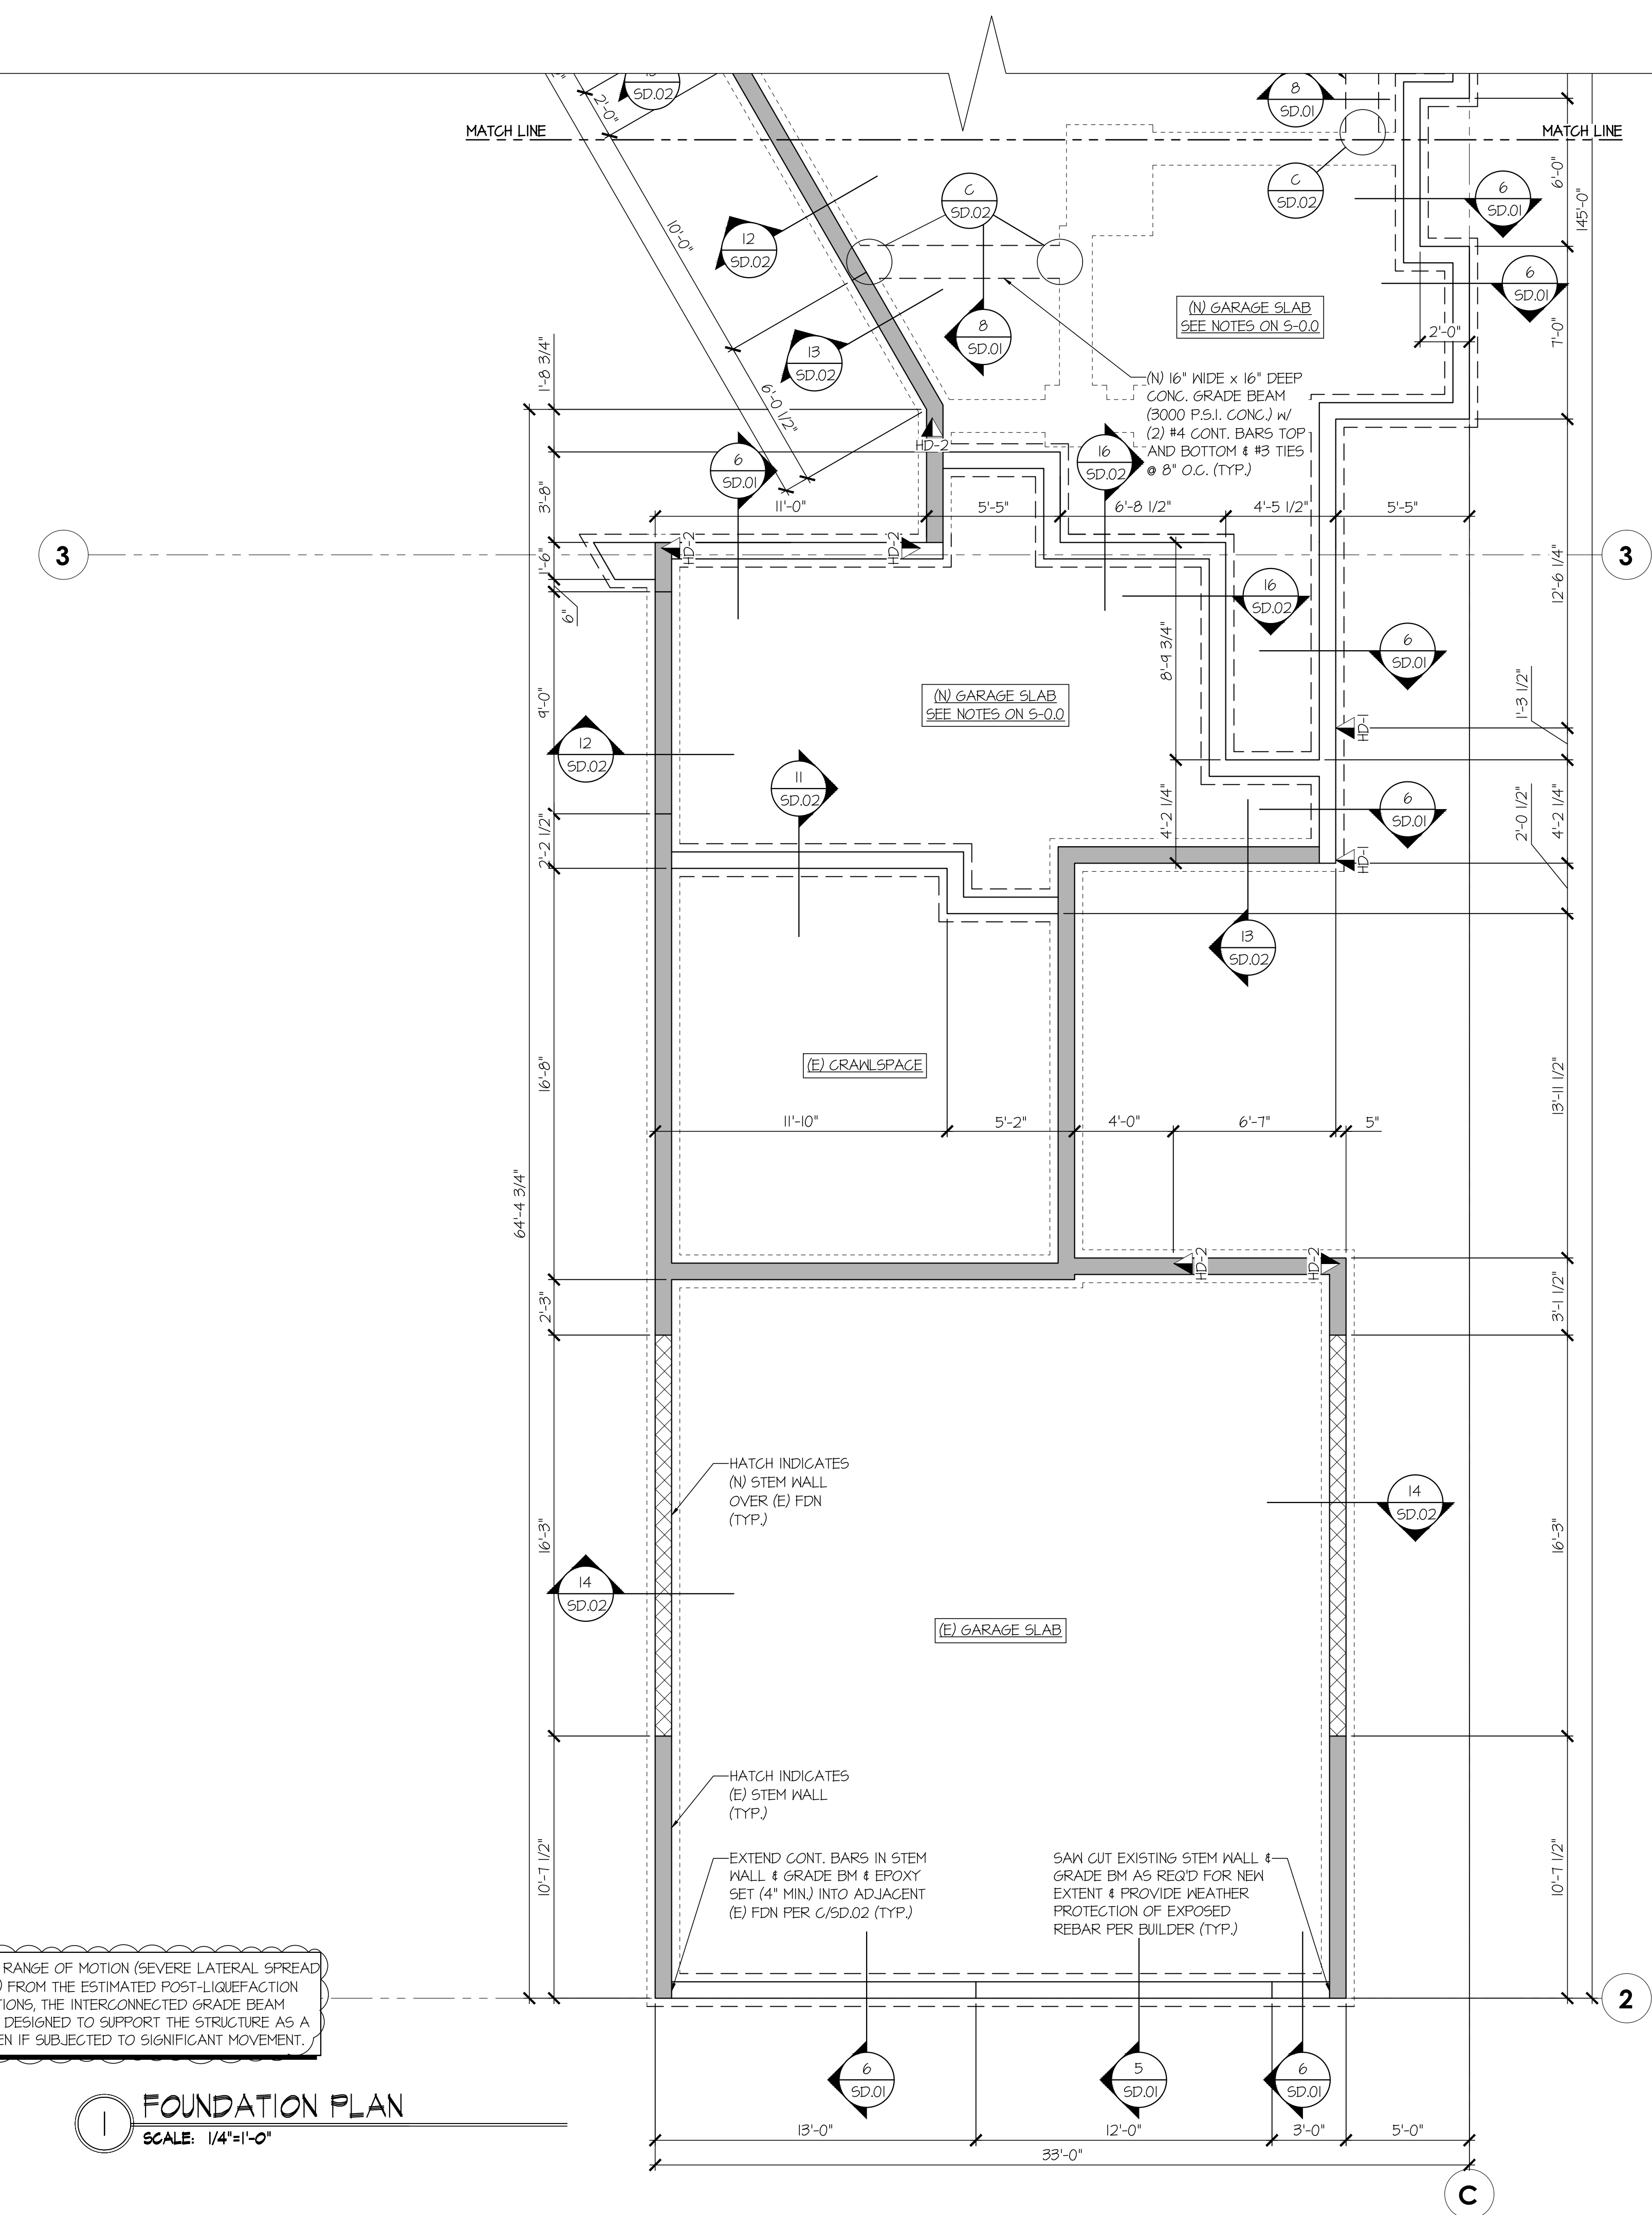 SD.02
2'-0"
MATCH LINE
8
SD.01
MATCH LINE
C
SD.02
C
SD.02
6
SD.01
6'-0"
145'-0"
12
SD.02
10'-0"
6
SD.01
(N) GARAGE SLAB
SEE NOTES ON S-0.0
2'-0"
7'-0"
8
SD.01
13
SD.02
1'-8 3/4"
6'-0 1/2"
(N) 16" WIDE x 16" DEEP
CONC. GRADE BEAM
(3000 P.S.I. CONC.) W/
(2) #4 CONT. BARS TOP
AND BOTTOM & #3 TIES
@ 8" O.C. (TYP.)
HD-2
6
SD.01
16
SD.02
3'-8"
11'-0"
5'-5"
6'-8 1/2"
4'-5 1/2"
5'-5"
3
HD-2
HD-2
3
1'-6"
6"
12'-6 1/4"
16
SD.02
6
SD.01
8'-9 3/4"
9'-0"
(N) GARAGE SLAB
SEE NOTES ON S-0.0
1'-3 1/2"
HD-1
12
SD.02
11
SD.02
6
SD.01
4'-2 1/4"
2'-0 1/2"
4'-2 1/4"
2'-2 1/2"
HD-1
13
SD.02
(E) CRAWLSPACE
16'-8"
13'-11 1/2"
11'-10"
5'-2"
4'-0"
6'-7"
5"
64'-4 3/4"
HD-2
HD-2
2'-3"
3'-1 1/2"
HATCH INDICATES
(N) STEM WALL
OVER (E) FDN
(TYP.)
14
SD.02
16'-3"
16'-3"
14
SD.02
(E) GARAGE SLAB
HATCH INDICATES
(E) STEM WALL
(TYP.)
10'-7 1/2"
10'-7 1/2"
EXTEND CONT. BARS IN STEM
WALL & GRADE BM & EPOXY
SET (4" MIN.) INTO ADJACENT
(E) FDN PER C/SD.02 (TYP.)
SAW CUT EXISTING STEM WALL &
GRADE BM AS REQ'D FOR NEW
EXTENT & PROVIDE WEATHER
PROTECTION OF EXPOSED
REBAR PER BUILDER (TYP.)
RANGE OF MOTION (SEVERE LATERAL SPREAD
) FROM THE ESTIMATED POST-LIQUEFACTION
TIONS, THE INTERCONNECTED GRADE BEAM
DESIGNED TO SUPPORT THE STRUCTURE AS A
EN IF SUBJECTED TO SIGNIFICANT MOVEMENT.
2
6
SD.01
5
SD.01
6
SD.01
1
FOUNDATION PLAN
SCALE: 1/4"=1'-0"
13'-0"
12'-0"
3'-0"
5'-0"
33'-0"
C